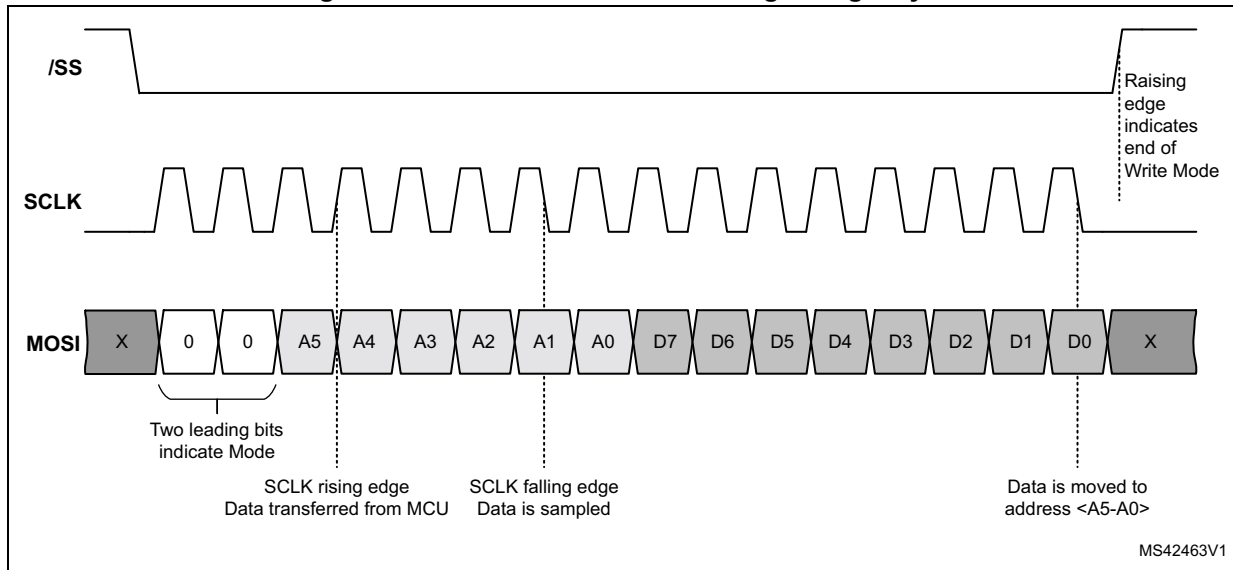 /SS
Raising
edge
indicates
end of
Write Mode
SCLK
MOSI X 0 0 A5 A4 A3 A2 A1 A0 D7 D6 D5 D4 D3 D2 D1 D0 X
Two leading bits
indicate Mode
SCLK rising edge
Data transferred from MCU
SCLK falling edge
Data is sampled
Data is moved to
address <A5-A0>
MS42463V1